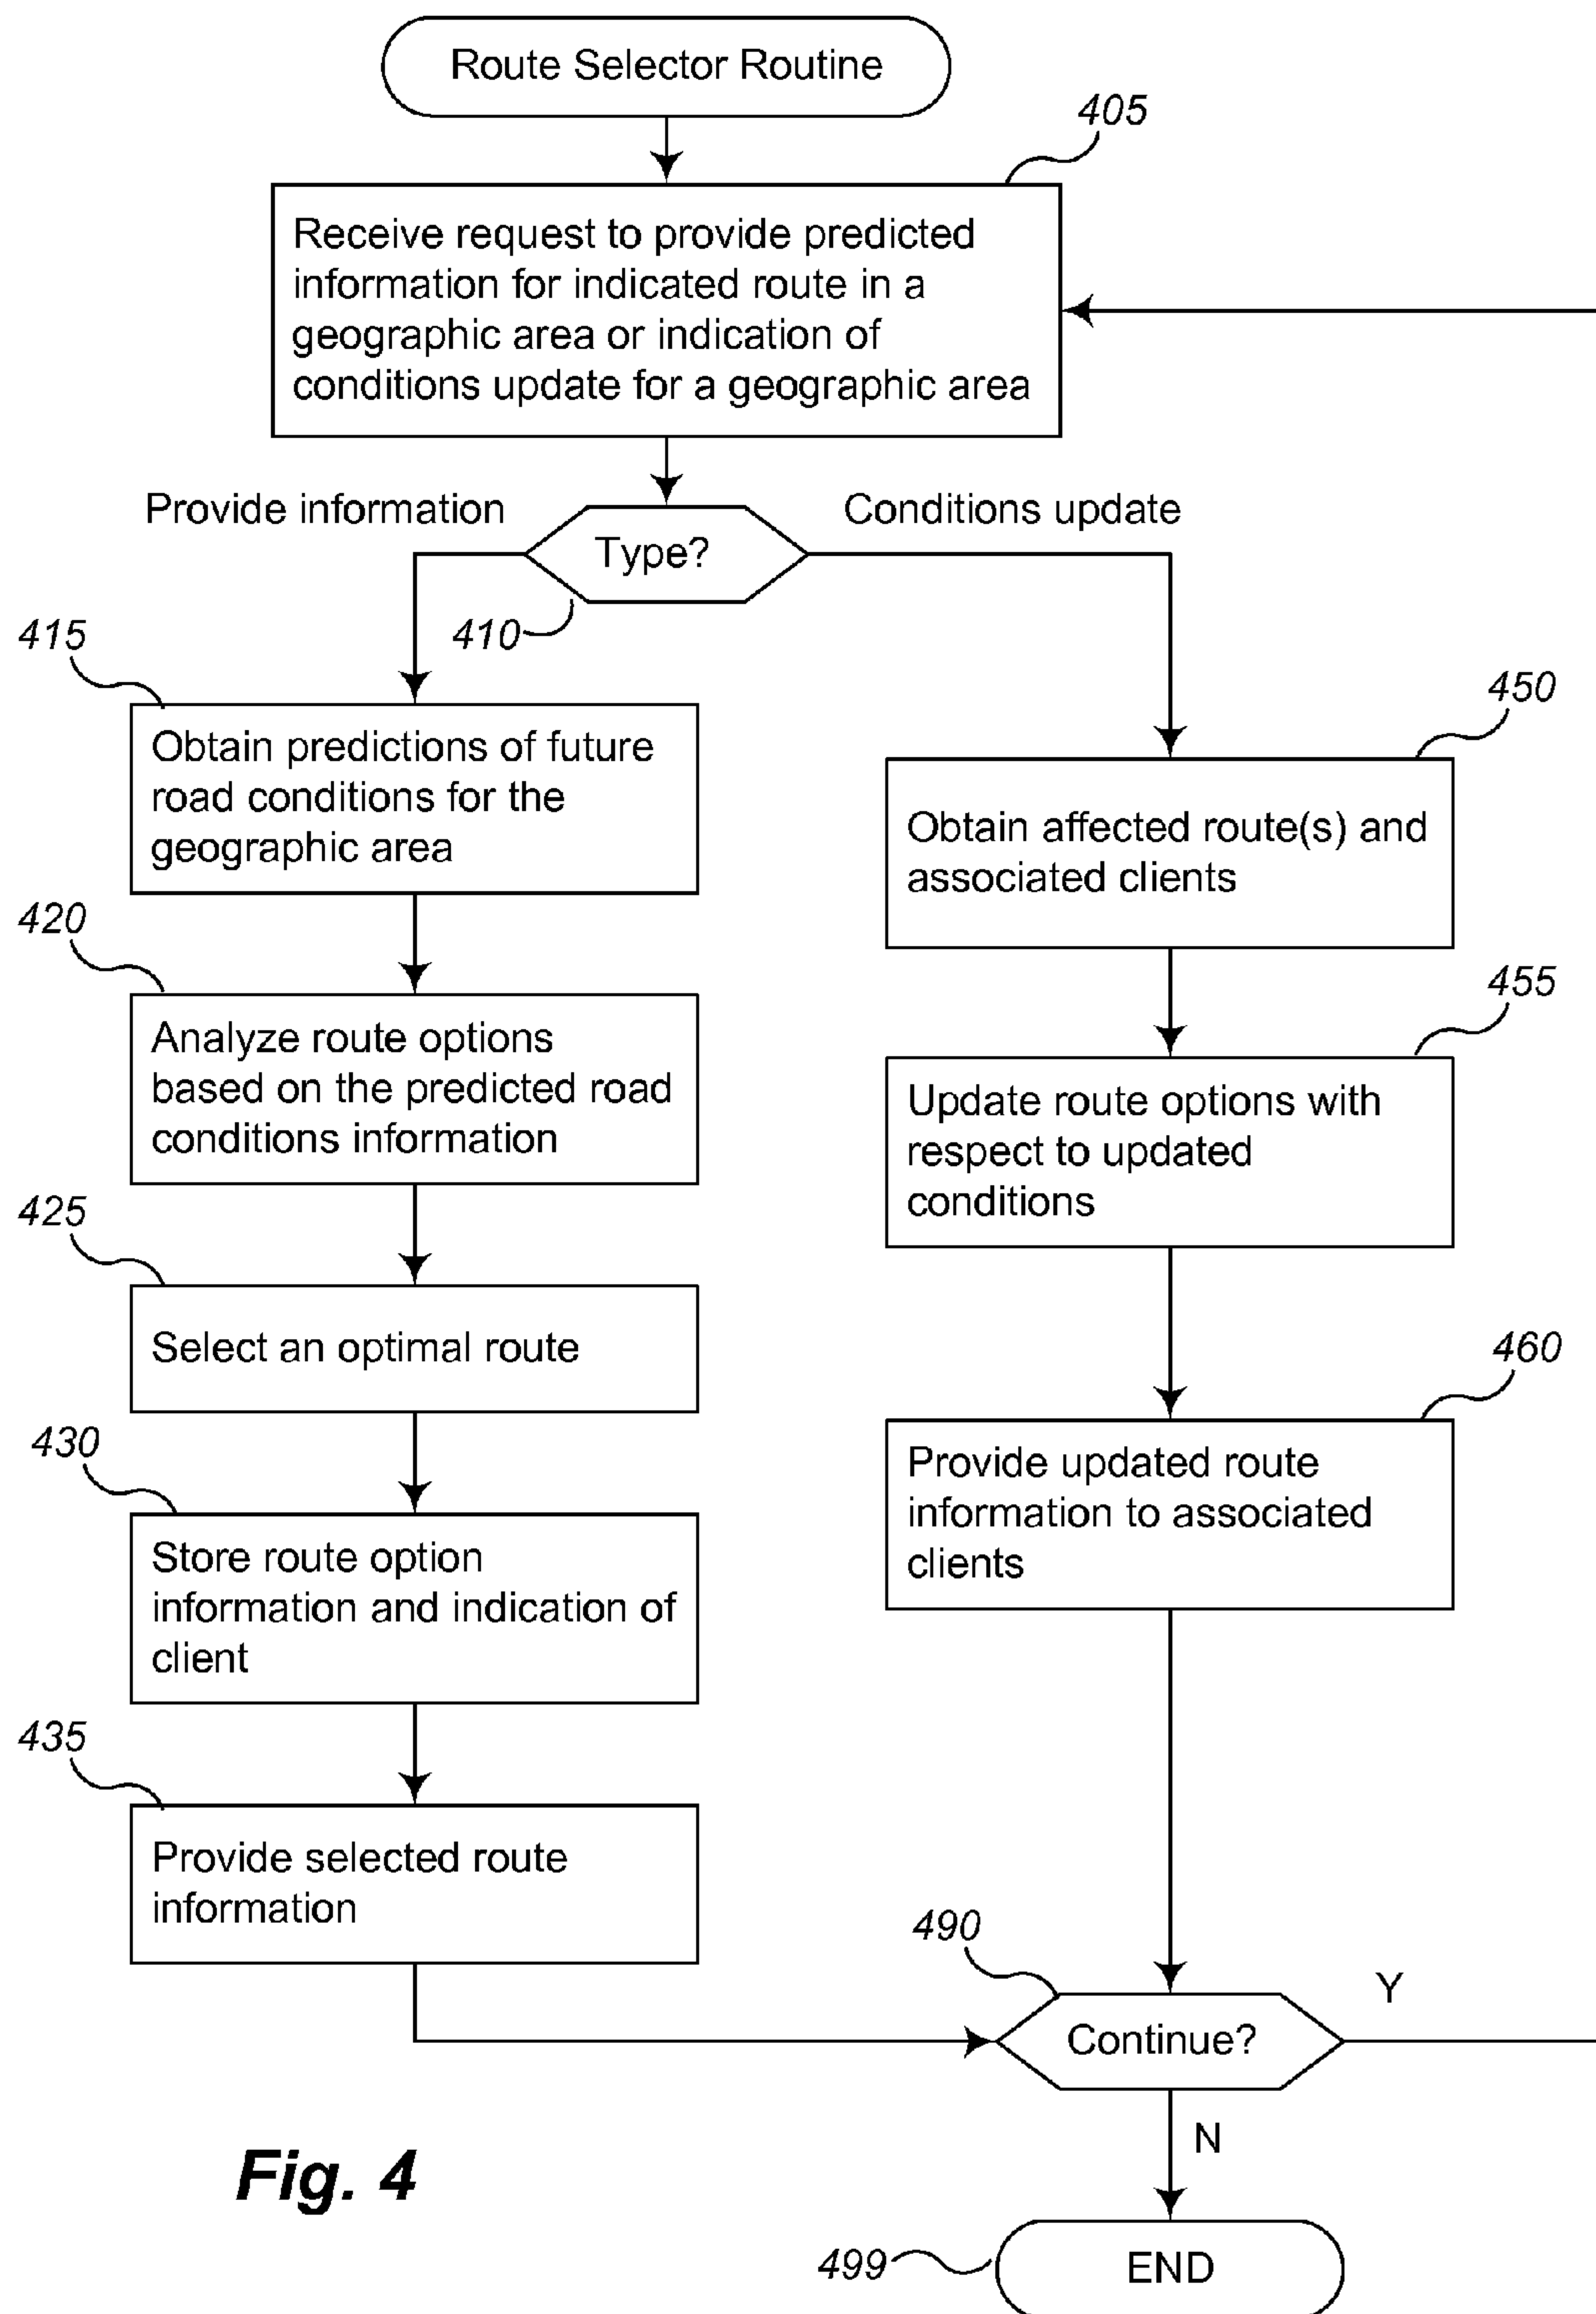 Route Selector Routine
405
Receive request to provide predicted
information for indicated route in a
geographic area or indication of
conditions update for a geographic area
Provide information
Conditions update
Type?
410
415
Obtain predictions of future
road conditions for the
geographic area
420
Analyze route options
based on the predicted road
conditions information
425
Select an optimal route
430
Store route option
information and indication of
client
435
Provide selected route
information
450
Obtain affected route(s) and
associated clients
455
Update route options with
respect to updated
conditions
460
Provide updated route
information to associated
clients
490
Continue?
Y
N
499
END
Fig. 4